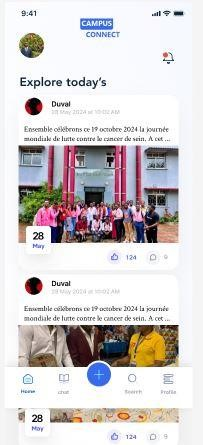 9:41
CAMPUS
CONNECT
Explore today's
Duval
28 May 2024 at 10:02 AM
Ensemble célébrons ce 19 octobre 2024 la journée
mondiale de lutte contre le cancer de sein. A cet ...
28
May
124
9
Duval
28 May 2024 at 10:02 AM
Ensemble célébrons ce 19 octobre 2024 la journée
mondiale de lutte contre le cancer de sein. A cet ...
Home
chat
Search
Profile
28
May
124
9